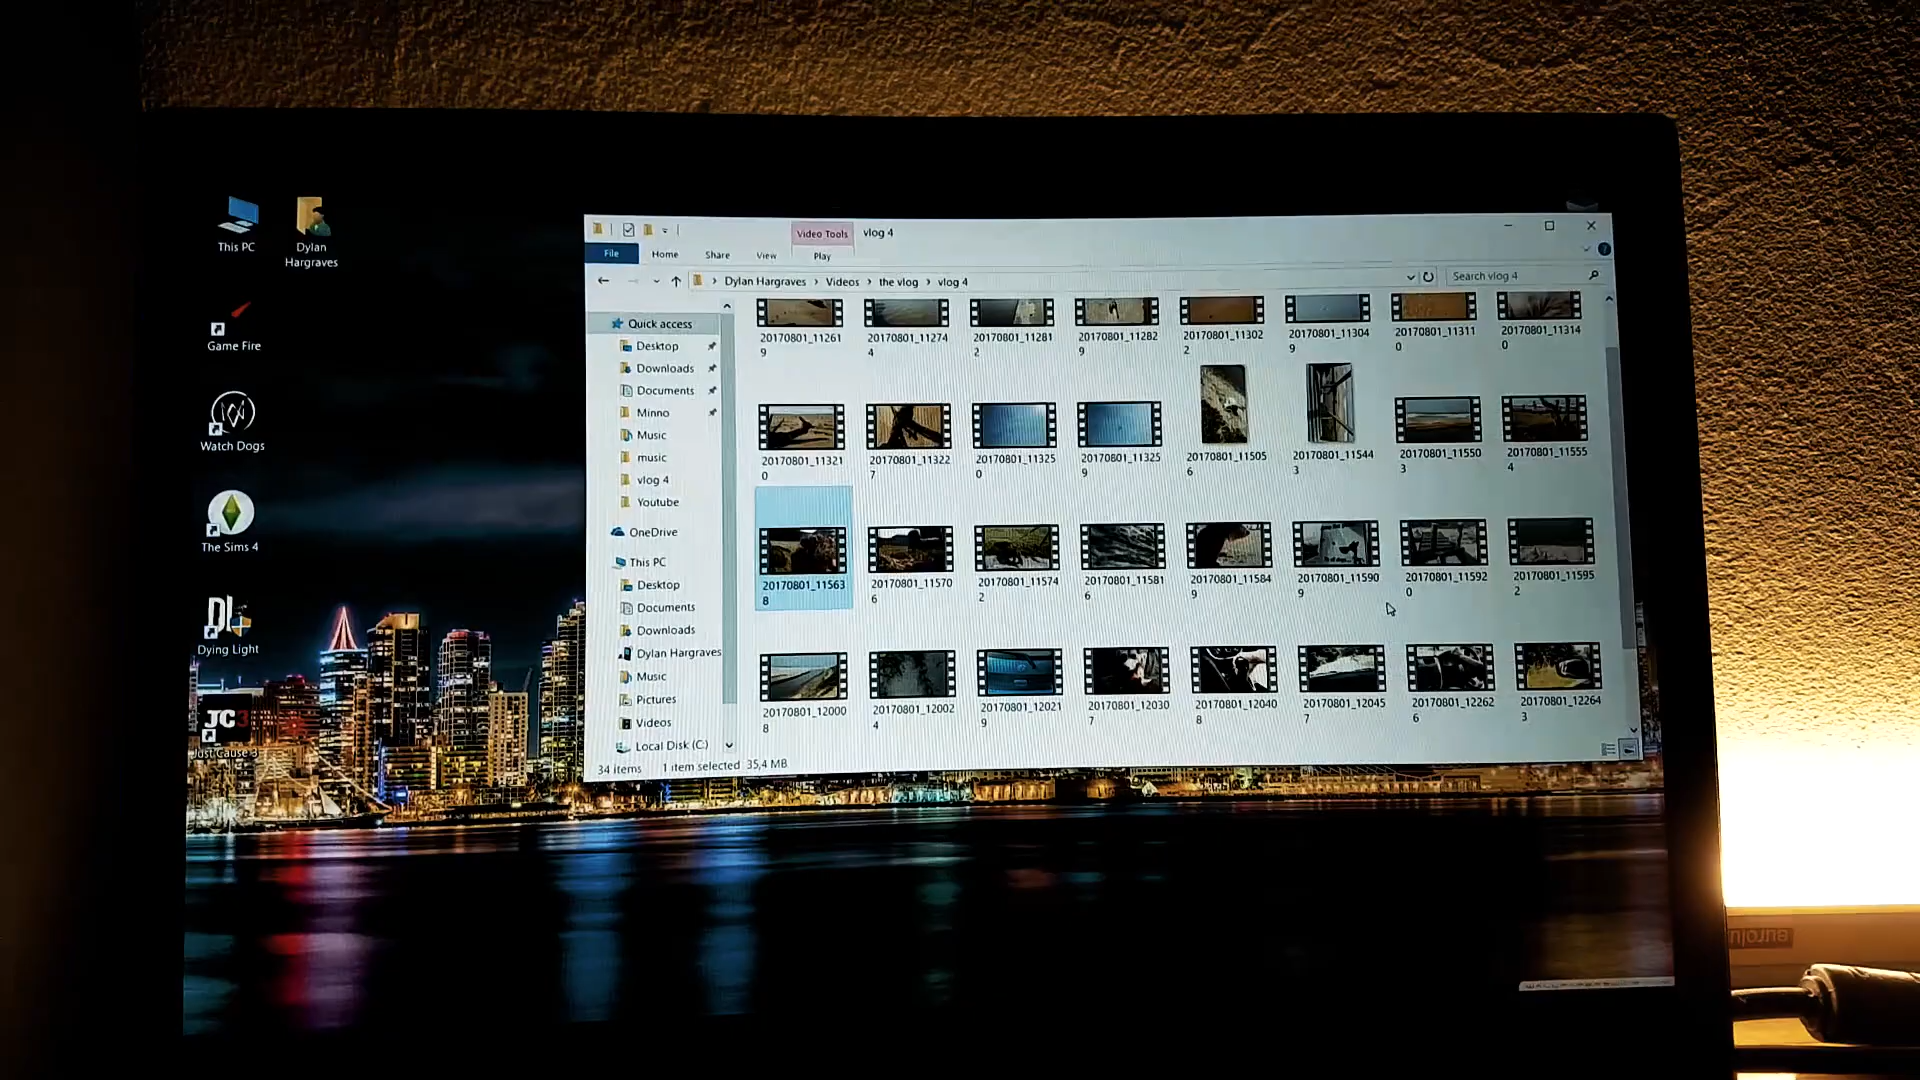 This PC
Dylan
Hargraves
Game Fire
Watch Dogs
The Sims 4
Dying Light
JC3
Just Cause 3
Video Tools
vlog 4
File
Home
Share
View
Play
Dylan Hargraves › Videos › the vlog › vlog 4
Search vlog 4
Quick access
Desktop
Downloads
Documents
Minno
Music
music
vlog 4
Youtube
OneDrive
This PC
Desktop
Documents
Downloads
Dylan Hargraves
Music
Pictures
Videos
Local Disk (C:)
20170801_11261
9
20170801_11274
4
20170801_11281
2
20170801_11282
9
20170801_11302
2
20170801_11304
9
20170801_11311
0
20170801_11314
0
20170801_11321
0
20170801_11322
7
20170801_11325
0
20170801_11325
9
20170801_11505
6
20170801_11544
3
20170801_11550
3
20170801_11555
4
20170801_11563
8
20170801_11570
6
20170801_11574
2
20170801_11581
6
20170801_11584
9
20170801_11590
9
20170801_11592
0
20170801_11595
2
20170801_12000
8
20170801_12002
4
20170801_12021
9
20170801_12030
7
20170801_12040
8
20170801_12045
7
20170801_12262
6
20170801_12264
3
34 items
1 item selected 35,4 MB